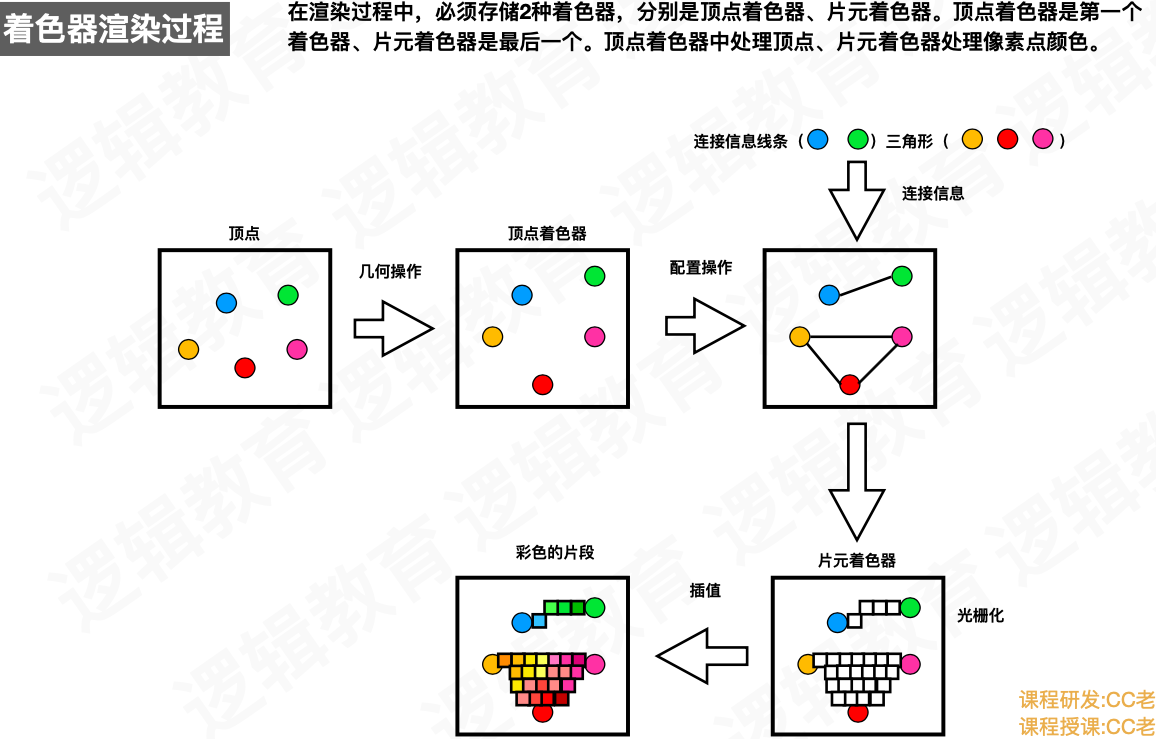 着色器渲染过程
在渲染过程中，必须存储2种着色器，分别是顶点着色器、片元着色器。顶点着色器是第一个
着色器、片元着色器是最后一个。顶点着色器中处理顶点、片元着色器处理像素点颜色。
连接信息线条（ ）三角形（ ）
连接信息
顶点
几何操作
顶点着色器
配置操作
片元着色器
光栅化
插值
彩色的片段
课程研发:CC老
课程授课:CC老
逻辑教育